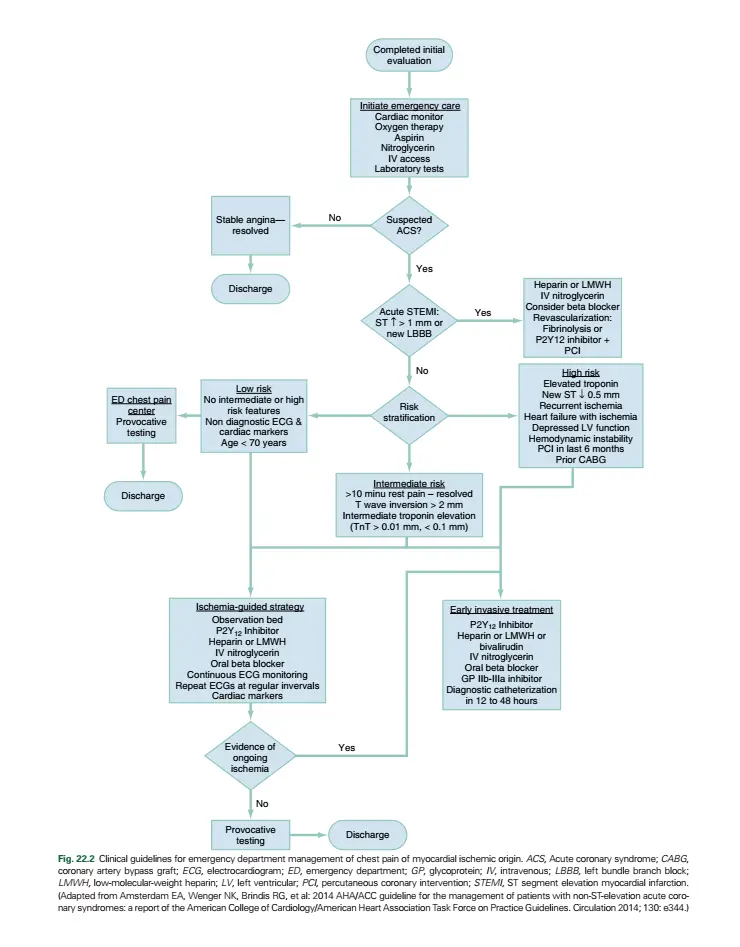 Completed initial
evaluation
Initiate emergency care
Cardiac monitor
Oxygen therapy
Aspirin
Nitroglycerin
IV access
Laboratory tests
Suspected
ACS?
No
Stable angina—
resolved
Discharge
Yes
Acute STEMI:
ST ↑ > 1 mm or
new LBBB
Yes
Heparin or LMWH
IV nitroglycerin
Consider beta blocker
Revascularization:
Fibrinolysis or
P2Y12 inhibitor +
PCI
No
Risk
stratification
Low risk
No intermediate or high
risk features
Non diagnostic ECG &
cardiac markers
Age < 70 years
ED chest pain
center
Provocative
testing
Discharge
High risk
Elevated troponin
New ST ↓ 0.5 mm
Recurrent ischemia
Heart failure with ischemia
Depressed LV function
Hemodynamic instability
PCI in last 6 months
Prior CABG
Intermediate risk
>10 minu rest pain – resolved
T wave inversion > 2 mm
Intermediate troponin elevation
(TnT > 0.01 mm, < 0.1 mm)
Ischemia-guided strategy
Observation bed
P2Y₁₂ Inhibitor
Heparin or LMWH
IV nitroglycerin
Oral beta blocker
Continuous ECG monitoring
Repeat ECGs at regular invervals
Cardiac markers
Early invasive treatment
P2Y₁₂ Inhibitor
Heparin or LMWH or
bivalirudin
IV nitroglycerin
Oral beta blocker
GP IIb-IIIa inhibitor
Diagnostic catheterization
in 12 to 48 hours
Evidence of
ongoing
ischemia
Yes
No
Provocative
testing
Discharge
Fig. 22.2 Clinical guidelines for emergency department management of chest pain of myocardial ischemic origin. ACS, Acute coronary syndrome; CABG,
coronary artery bypass graft; ECG, electrocardiogram; ED, emergency department; GP, glycoprotein; IV, intravenous; LBBB, left bundle branch block;
LMWH, low-molecular-weight heparin; LV, left ventricular; PCI, percutaneous coronary intervention; STEMI, ST segment elevation myocardial infarction.
(Adapted from Amsterdam EA, Wenger NK, Brindis RG, et al: 2014 AHA/ACC guideline for the management of patients with non-ST-elevation acute coro-
nary syndromes: a report of the American College of Cardiology/American Heart Association Task Force on Practice Guidelines. Circulation 2014; 130: e344.)